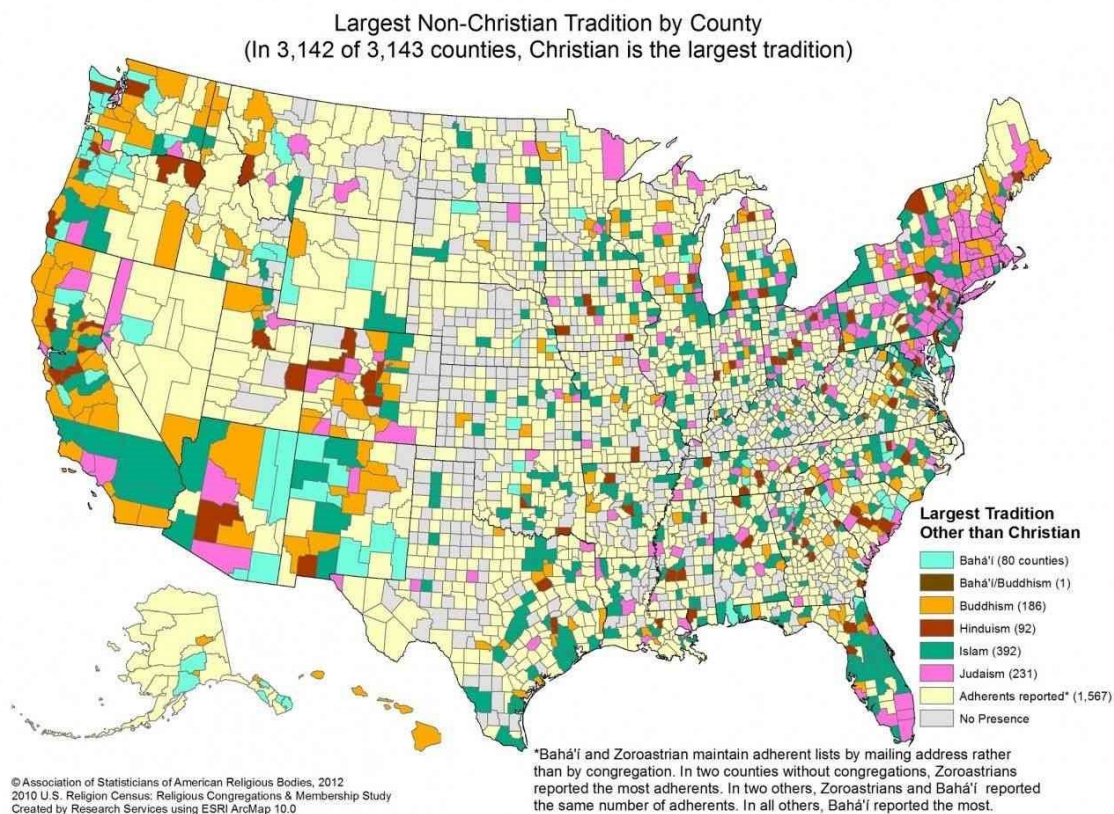 Largest Non-Christian Tradition by County
(In 3,142 of 3,143 counties, Christian is the largest tradition)
Largest Tradition
Other than Christian
Bahá'í (80 counties)
Bahá'í/Buddhism (1)
Buddhism (186)
Hinduism (92)
Islam (392)
Judaism (231)
Adherents reported* (1,567)
No Presence
*Bahá'í and Zoroastrian maintain adherent lists by mailing address rather
than by congregation. In two counties without congregations, Zoroastrians
reported the most adherents. In two others, Zoroastrians and Bahá'í reported
the same number of adherents. In all others, Bahá'í reported the most.
© Association of Statisticians of American Religious Bodies, 2012
2010 U.S. Religion Census: Religious Congregations & Membership Study
Created by Research Services using ESRI ArcMap 10.0